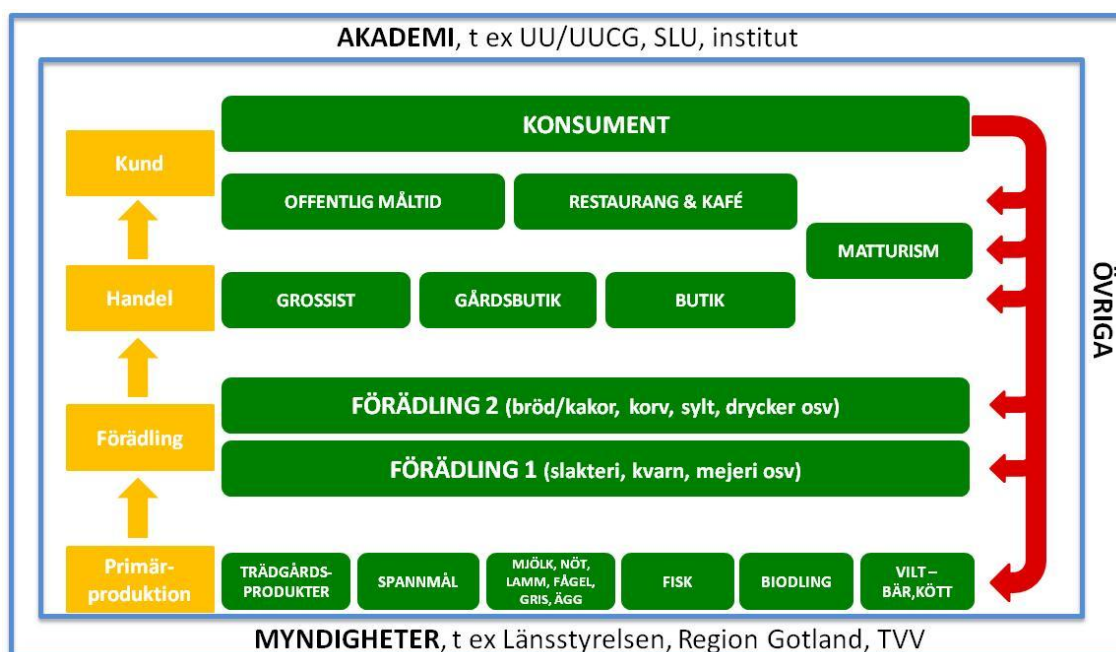 AKADEMI, t ex UU/UUCG, SLU, institut
KONSUMENT
Kund
OFFENTLIG MÅLTID
RESTAURANG & KAFÉ
MATTURISM
Handel
GROSSIST
GÅRDSBUTIK
BUTIK
ÖVRIGA
FÖRÄDLING 2 (bröd/kakor, korv, sylt, drycker osv)
Förädling
FÖRÄDLING 1 (slakteri, kvarn, mejeri osv)
Primär-
produktion
TRÄDGÅRDS-
PRODUKTER
SPANNMÅL
MJÖLK, NÖT,
LAMM, FÅGEL,
GRIS, ÄGG
FISK
BIODLING
VILT –
BÄR,KÖTT
MYNDIGHETER, t ex Länsstyrelsen, Region Gotland, TVV